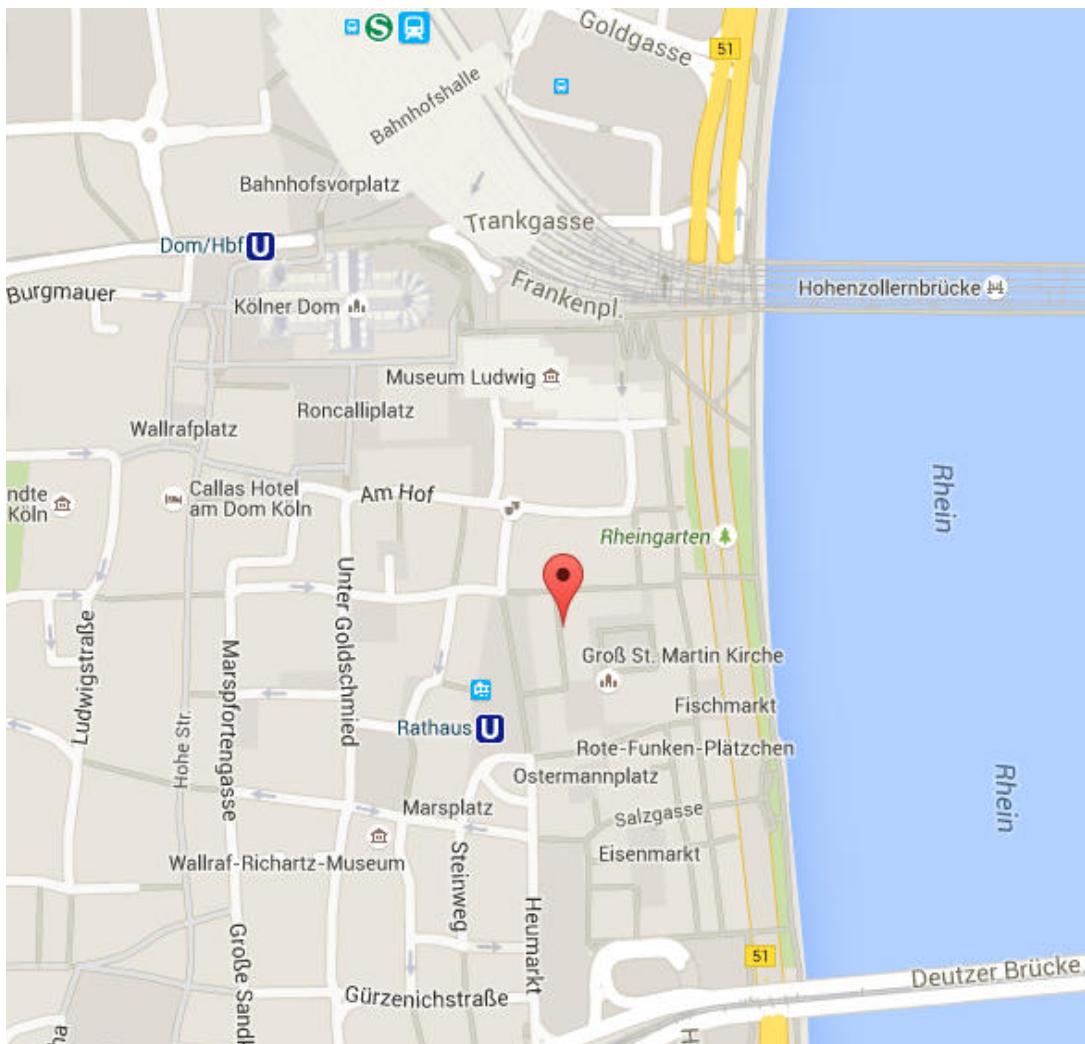 Goldgasse
51
S
Bahnhofshalle
Bahnhofsvorplatz
Trankgasse
Dom/Hbf U
Burgmauer
Frankenpl.
Hohenzollernbrücke
Kölner Dom
Museum Ludwig
Roncalliplatz
Wallrafplatz
Rhein
ndte
Köln
Callas Hotel
am Dom Köln
Am Hof
Rheingarten
Unter Goldschmied
Ludwigstraße
Marspfortengasse
Groß St. Martin Kirche
Fischmarkt
Hohe Str.
Rathaus U
Rote-Funken-Plätzchen
Ostermannplatz
Rhein
Marsplatz
Salzgasse
Wallraf-Richartz-Museum
Eisenmarkt
Steinweg
Heumarkt
Große Sandk
51
Deutzer Brücke
Gürzenichstraße
H